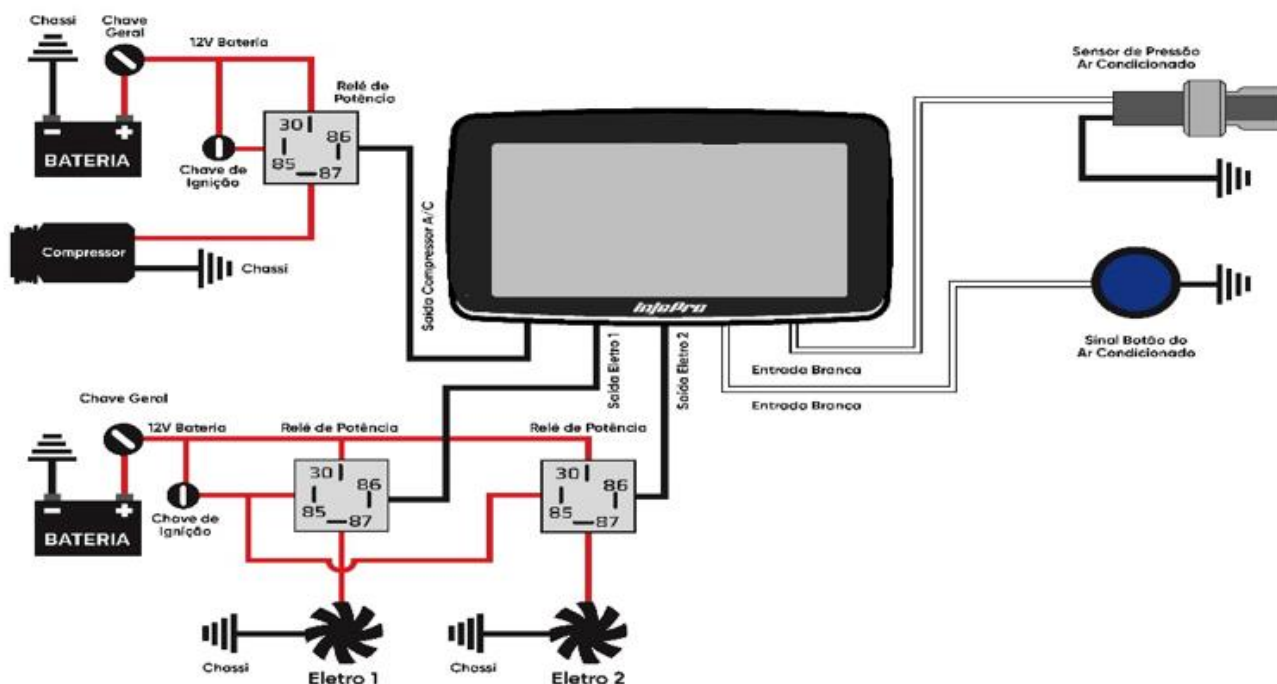 Chassi
Chave
Geral
12V Bateria
Relé de
Potência
- +
BATERIA
Chave de
Ignição
30
86
85
87
Compressor
Chassi
Saída Compressor A/C
injePro
Saída Eletro 1
Saída Eletro 2
Sensor de Pressão
Ar Condicionado
Sinal Botão do
Ar Condicionado
Entrada Branca
Entrada Branca
Chave Geral
12V Bateria
Relé de Potência
Relé de Potência
- +
BATERIA
Chave de
Ignição
30
86
85
87
30
86
85
87
Chassi
Eletro 1
Chassi
Eletro 2